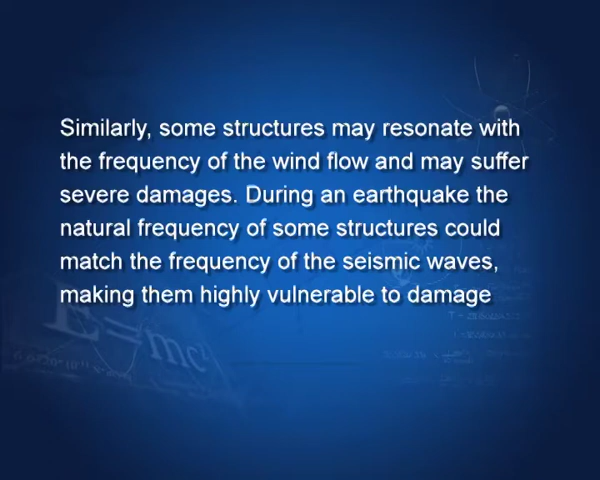 Similarly, some structures may resonate with
the frequency of the wind flow and may suffer
severe damages. During an earthquake the
natural frequency of some structures could
match the frequency of the seismic waves,
making them highly vulnerable to damage
E=mc²